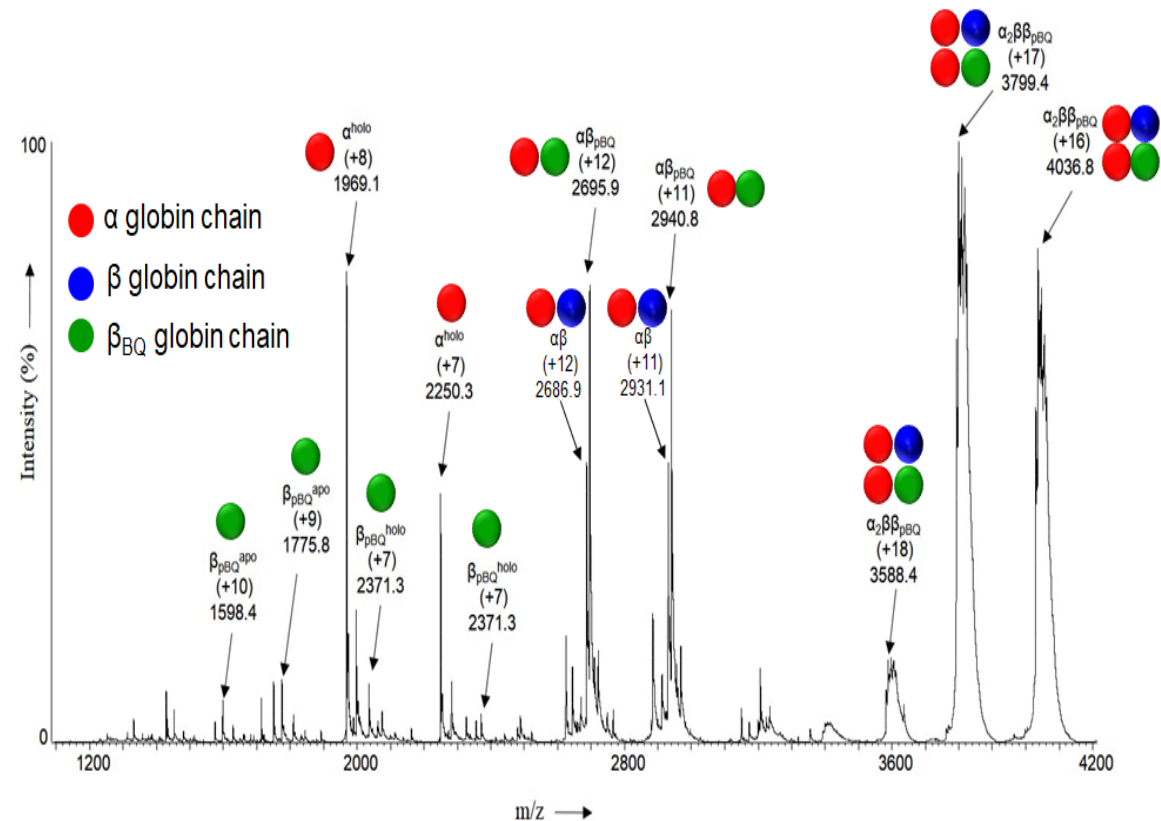 α₂ββpBQ
(+17)
3799.4
α₂ββpBQ
(+16)
4036.8
100
αholo
(+8)
1969.1
αβpBQ
(+12)
2695.9
αβpBQ
(+11)
2940.8
α globin chain
β globin chain
βBQ globin chain
αholo
(+7)
2250.3
αβ
(+12)
2686.9
αβ
(+11)
2931.1
βpBQapo
(+10)
1598.4
βpBQapo
(+9)
1775.8
βpBQholo
(+7)
2371.3
βpBQholo
(+7)
2371.3
α₂ββpBQ
(+18)
3588.4
Intensity (%)
0
1200 2000 2800 3600 4200
m/z